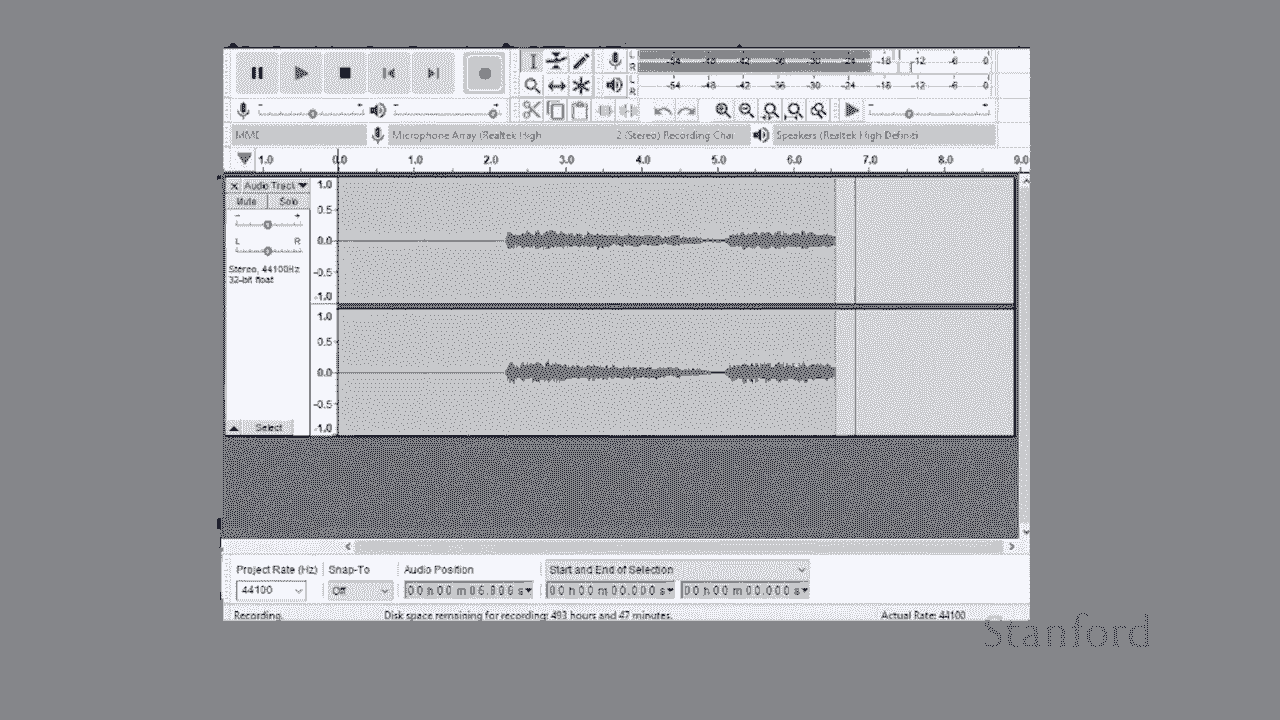 L R -54 -48 -42 -36 -30 -24 -18 -12 -6 0
L R -54 -48 -42 -36 -30 -24 -18 -12 -6 0
MME Microphone Array (Realtek High 2 (Stereo) Recording Chan Speakers (Realtek High Definiti
1.0 0.0 1.0 2.0 3.0 4.0 5.0 6.0 7.0 8.0 9.0
× Audio Track 1.0
Mute Solo
- + 0.5
L R 0.0
Stereo, 44100Hz -0.5
32-bit float
-1.0
1.0
0.5
0.0
-0.5
Select -1.0
Project Rate (Hz) Snap-To Audio Position Start and End of Selection
44100 Off 00 h 00 m 06.806 s 00 h 00 m 00.000 s 00 h 00 m 00.000 s
Recording. Disk space remaining for recording: 493 hours and 47 minutes. Actual Rate: 44100
Stanford